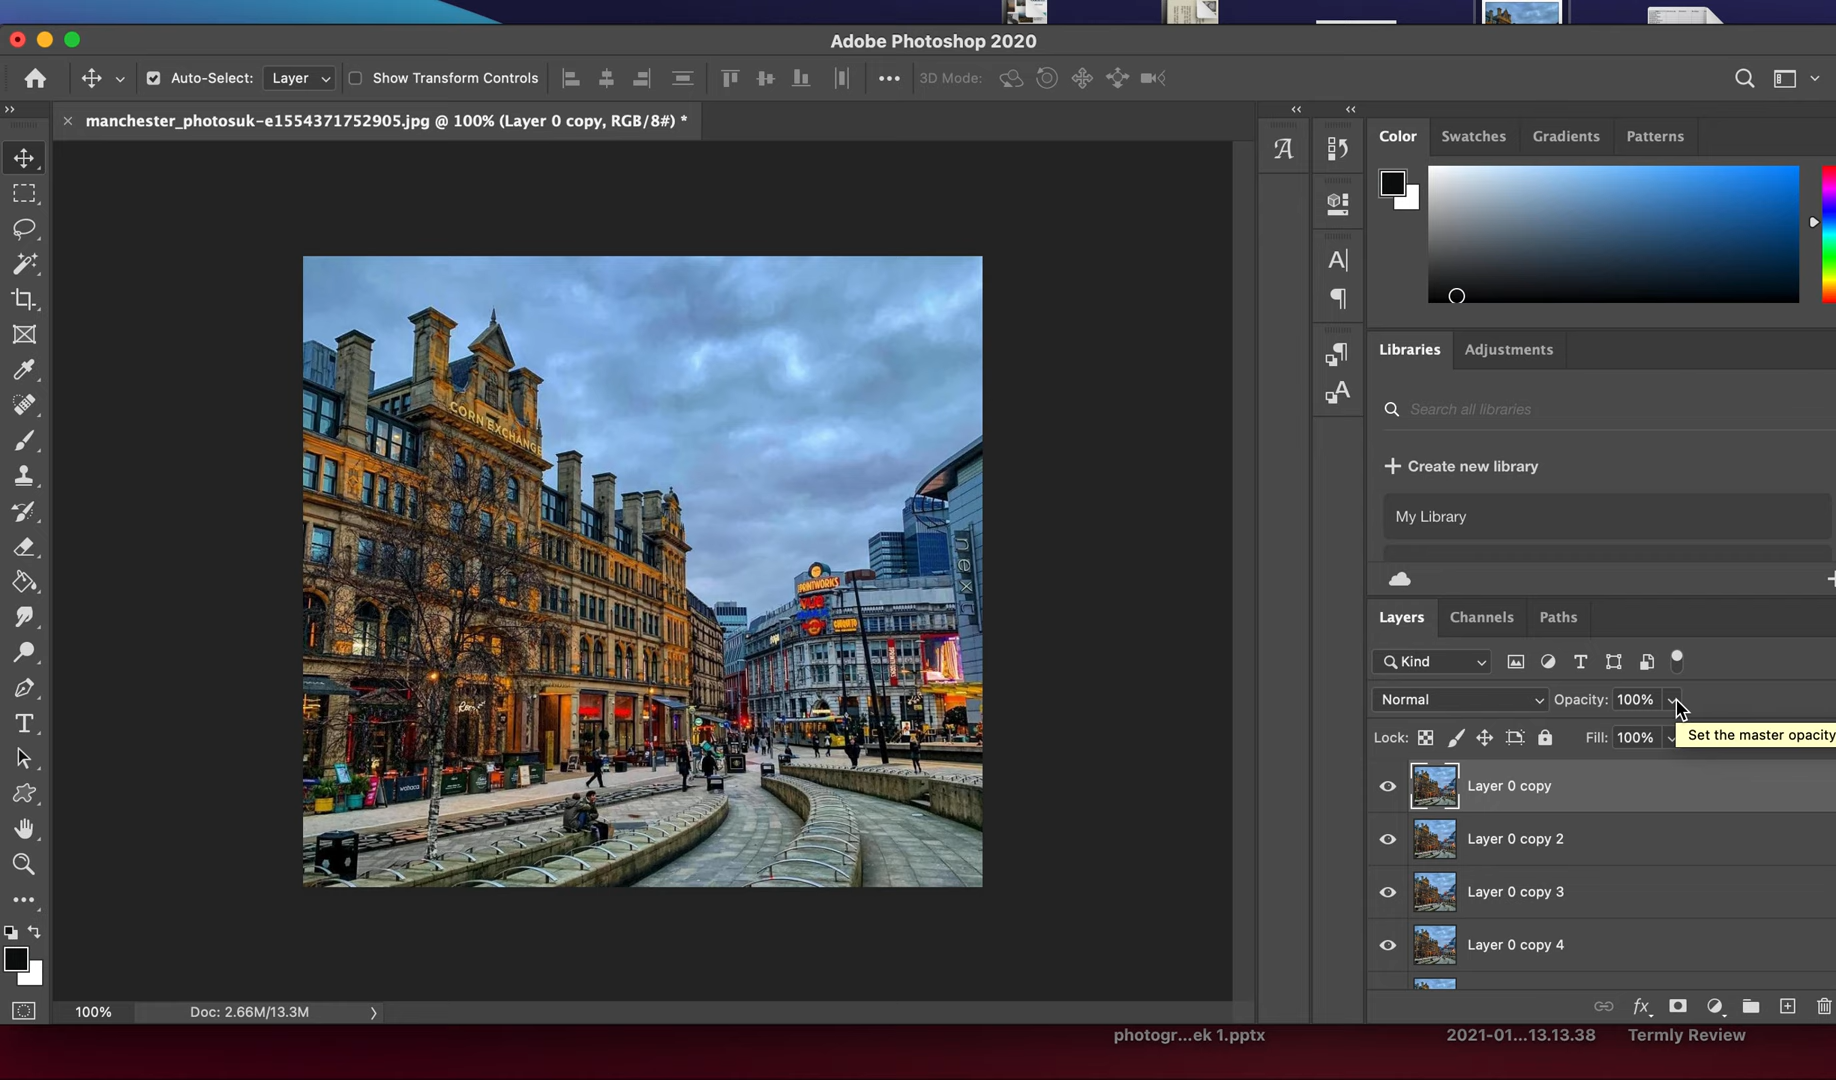 Adobe Photoshop 2020
Auto-Select: Layer Show Transform Controls 3D Mode:
manchester_photosuk-e1554371752905.jpg @ 100% (Layer 0 copy, RGB/8#) *
Color Swatches Gradients Patterns
Libraries Adjustments
Search all libraries
Create new library
My Library
CORN EXCHANGE
next
PRINTWORKS
Layers Channels Paths
Kind
Normal Opacity: 100%
Lock: Fill: 100%
Set the master opacity
Layer 0 copy
Layer 0 copy 2
Layer 0 copy 3
Layer 0 copy 4
100% Doc: 2.66M/13.3M
photogr...ek 1.pptx 2021-01...13.13.38 Termly Review